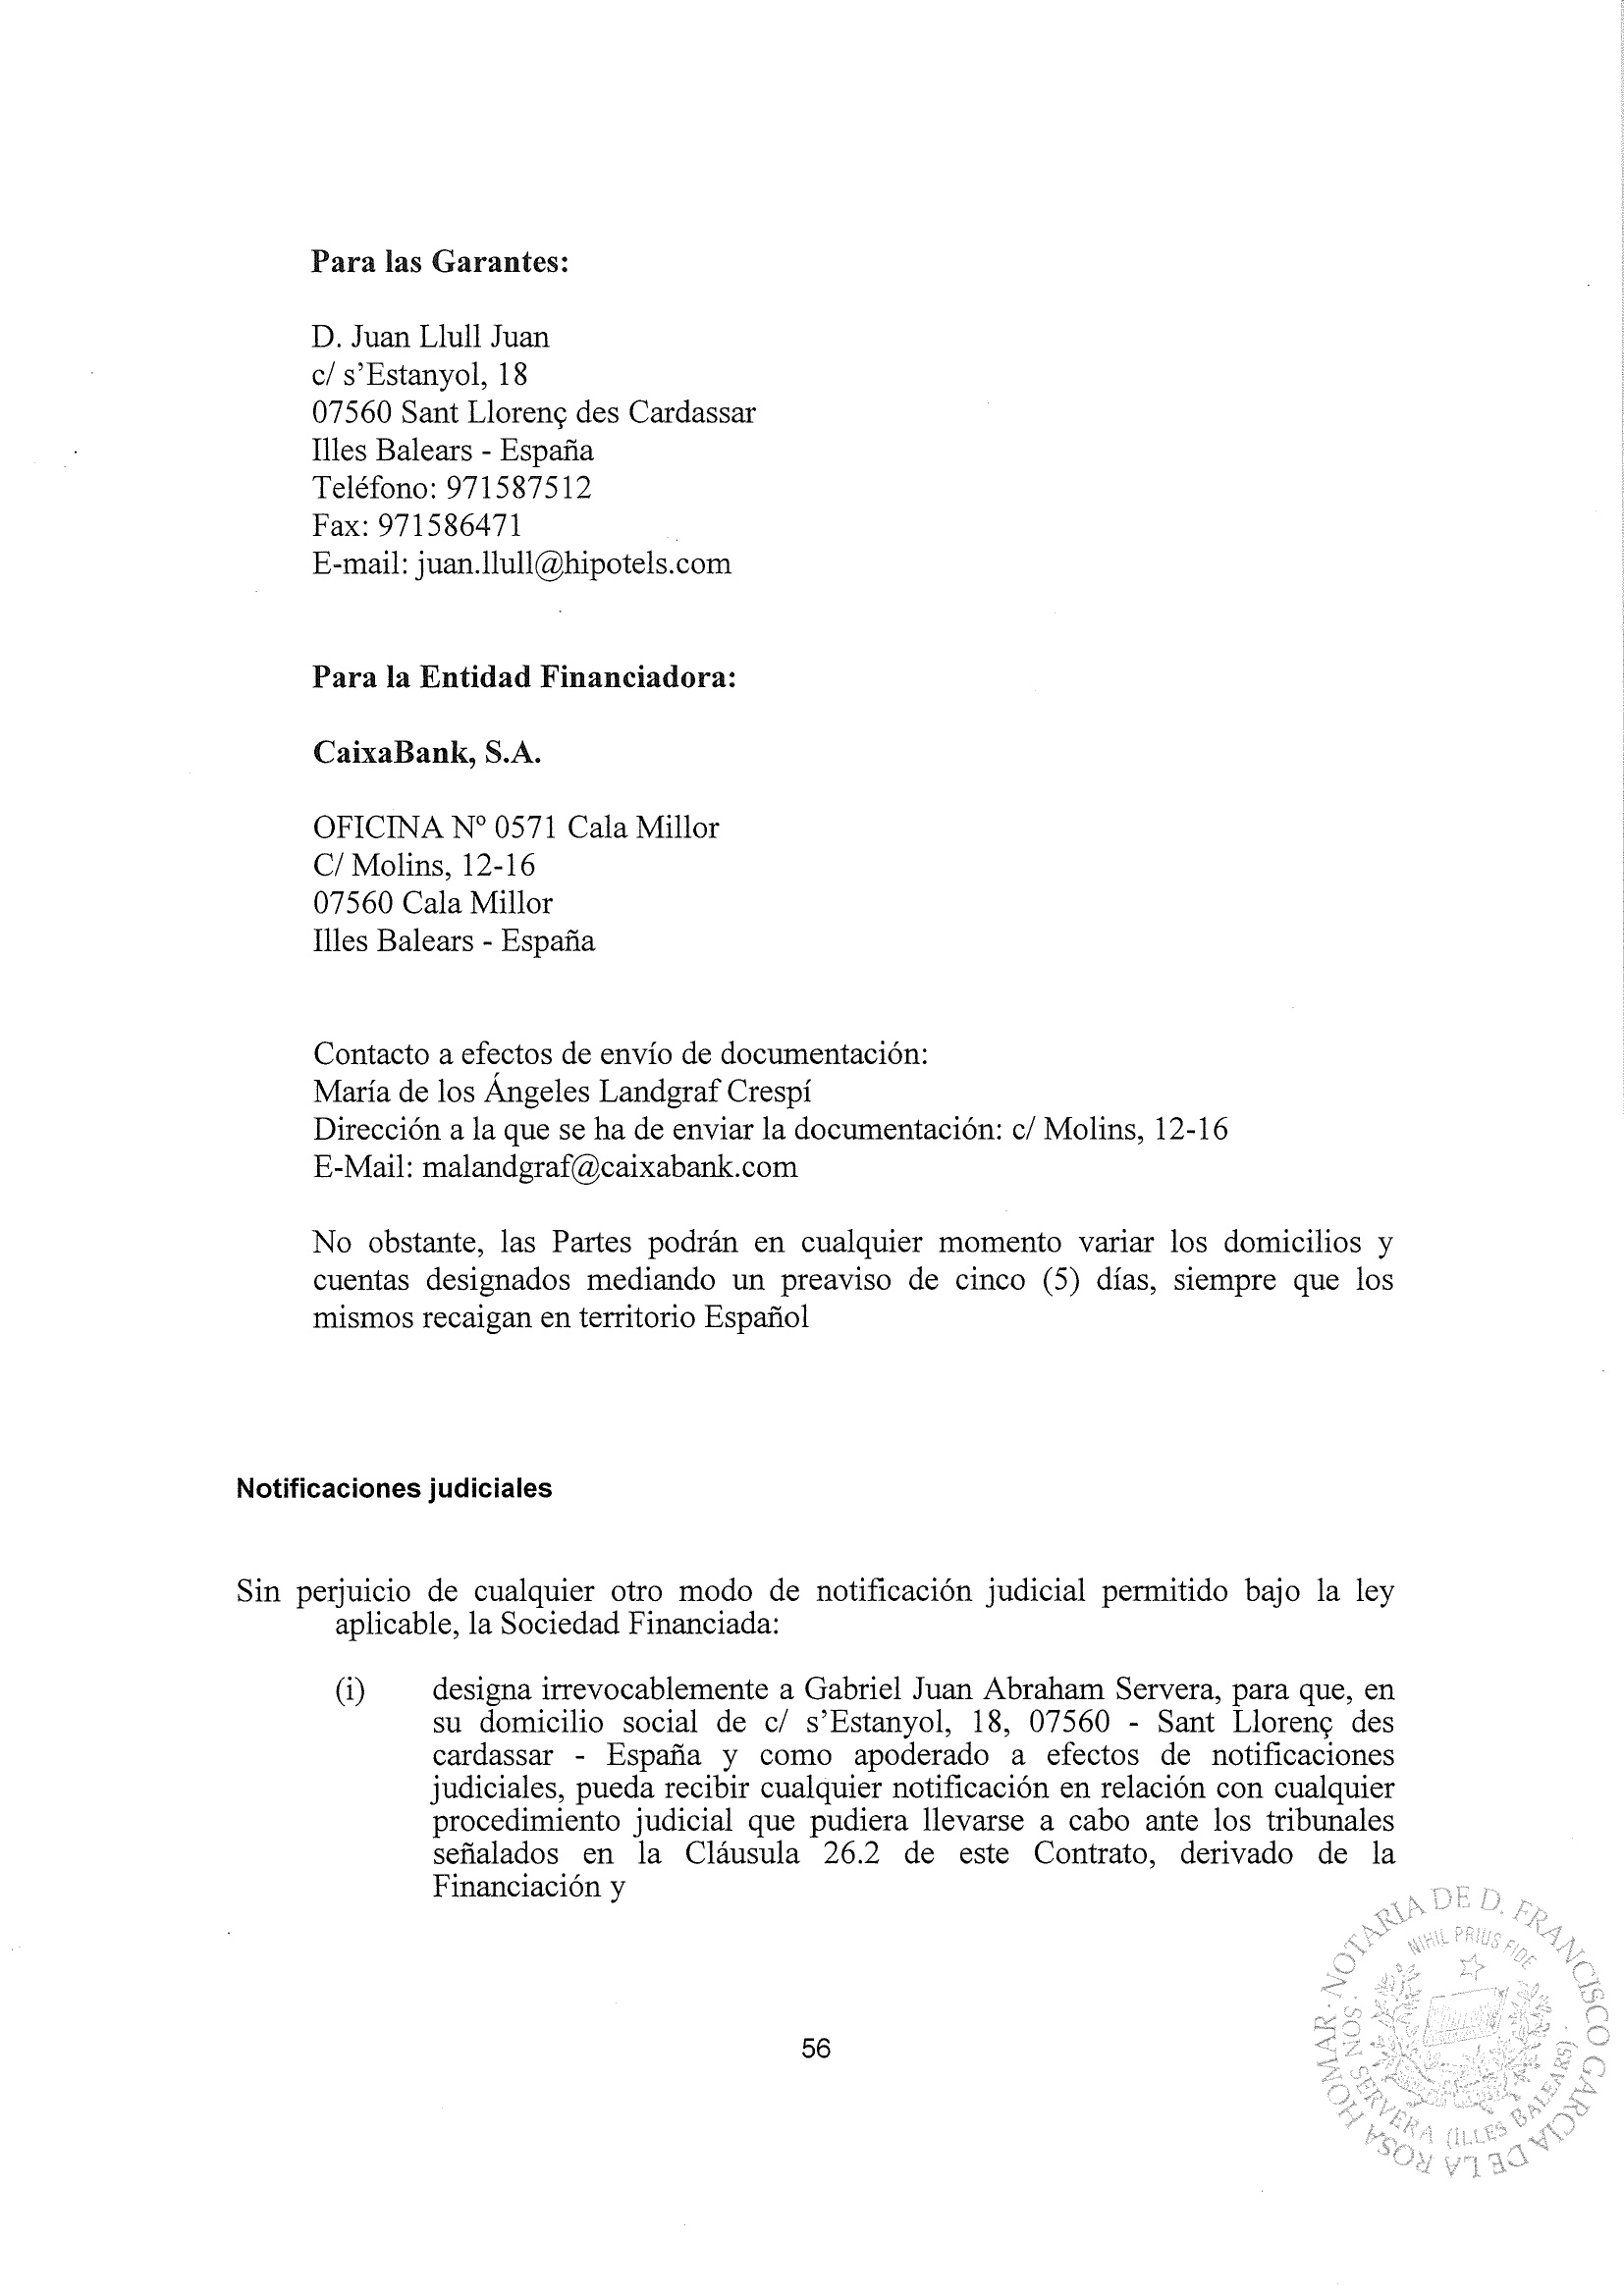 Para las Garantes:
D. Juan Llull Juan
c/ s'Estanyol, 18
07560 Sant Llorenç des Cardassar
Illes Balears - España
Teléfono: 971587512
Fax: 971586471
E-mail: juan.llull@hipotels.com
Para la Entidad Financiadora:
CaixaBank, S.A.
OFICINA Nº 0571 Cala Millor
C/ Molins, 12-16
07560 Cala Millor
Illes Balears - España
Contacto a efectos de envío de documentación:
María de los Ángeles Landgraf Crespí
Dirección a la que se ha de enviar la documentación: c/ Molins, 12-16
E-Mail: malandgraf@caixabank.com
No obstante, las Partes podrán en cualquier momento variar los domicilios y
cuentas designados mediando un preaviso de cinco (5) días, siempre que los
mismos recaigan en territorio Español
Notificaciones judiciales
Sin perjuicio de cualquier otro modo de notificación judicial permitido bajo la ley
aplicable, la Sociedad Financiada:
(i) designa irrevocablemente a Gabriel Juan Abraham Servera, para que, en
su domicilio social de c/ s'Estanyol, 18, 07560 - Sant Llorenç des
cardassar - España y como apoderado a efectos de notificaciones
judiciales, pueda recibir cualquier notificación en relación con cualquier
procedimiento judicial que pudiera llevarse a cabo ante los tribunales
señalados en la Cláusula 26.2 de este Contrato, derivado de la
Financiación y
NOTARIA DE D. FRANCISCO GARCIA DE LA ROSA HOMAR
NIHIL PRIUS FIDE
SON SERVERA (ILLES BALEARS)
56